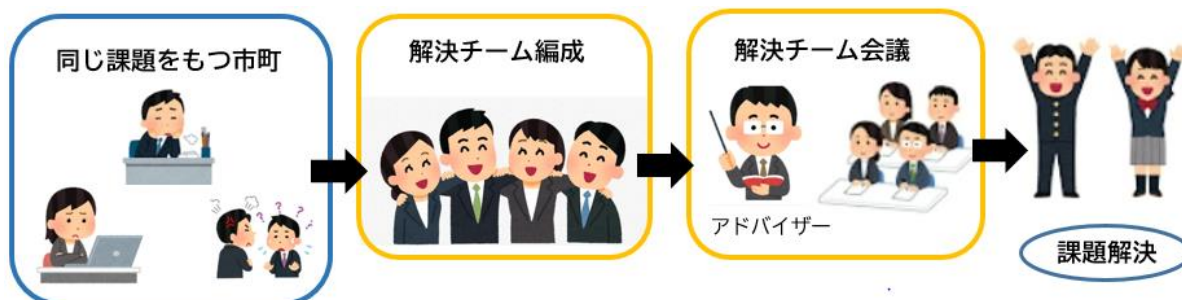 同じ課題をもつ市町
解決チーム編成
解決チーム会議
アドバイザー
課題解決